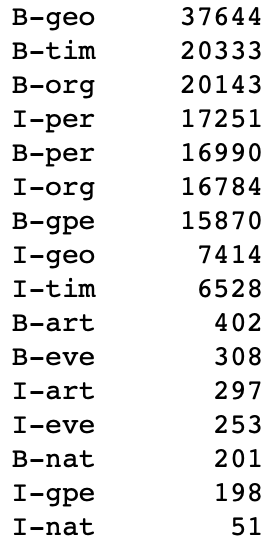 B-geo 37644
B-tim 20333
B-org 20143
I-per 17251
B-per 16990
I-org 16784
B-gpe 15870
I-geo 7414
I-tim 6528
B-art 402
B-eve 308
I-art 297
I-eve 253
B-nat 201
I-gpe 198
I-nat 51